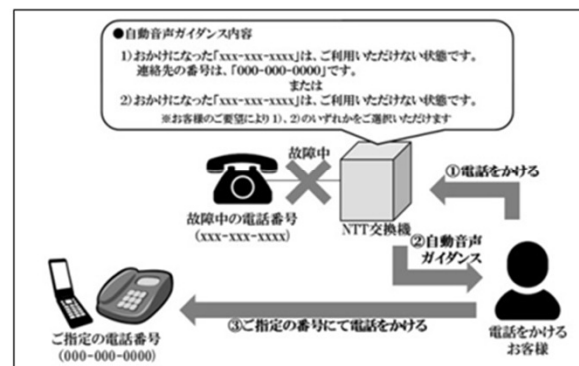 ●自動音声ガイダンス内容
1)おかけになった「xxx-xxx-xxxx」は、ご利用いただけない状態です。
連絡先の番号は、「000-000-0000」です。
または
2)おかけになった「xxx-xxx-xxxx」は、ご利用いただけない状態です。
※お客様のご要望により1)、2)のいずれかをご選択いただけます
故障中
①電話をかける
故障中の電話番号
(xxx-xxx-xxxx)
NTT交換機
②自動音声
ガイダンス
③ご指定の番号にて電話をかける
ご指定の電話番号
(000-000-0000)
電話をかける
お客様